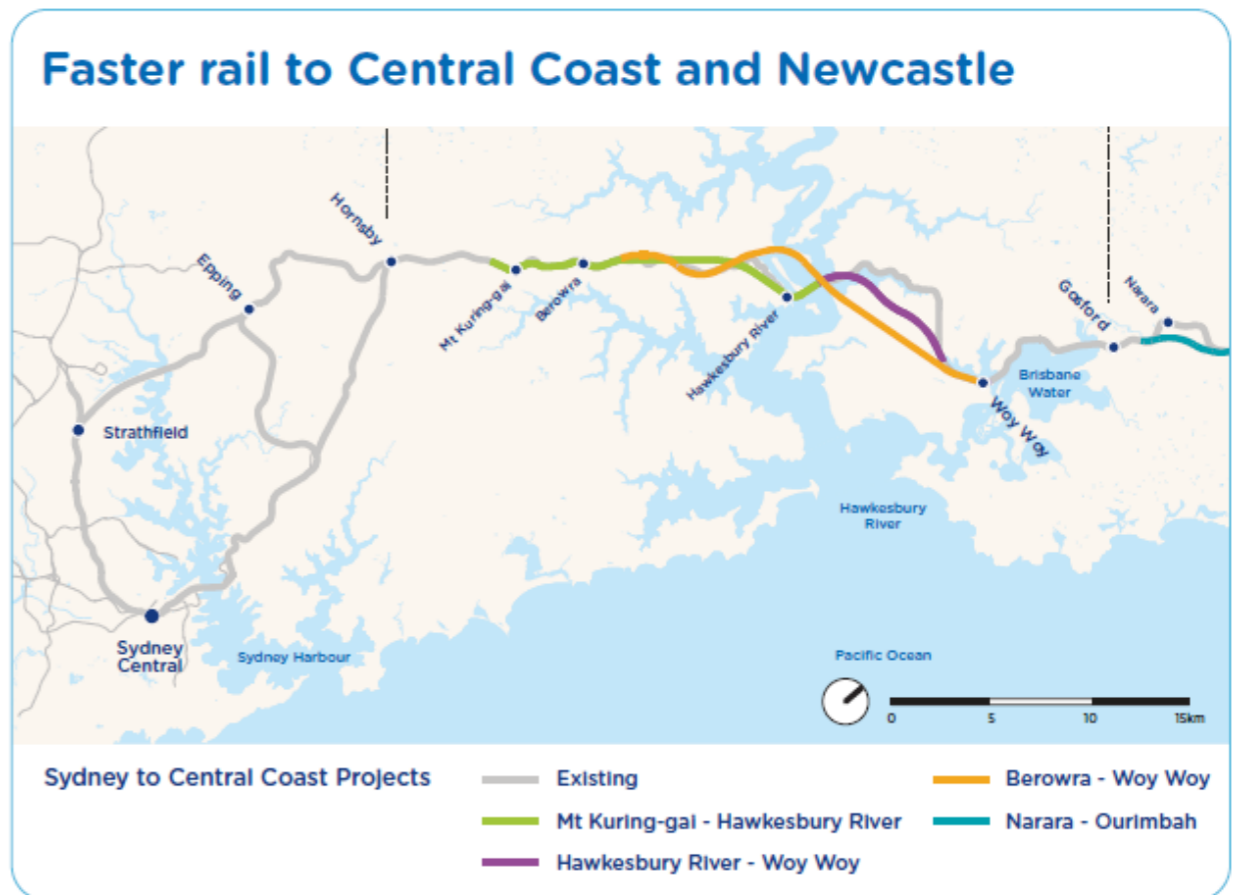 Faster rail to Central Coast and Newcastle
Hornsby
Epping
Mt Kuring-gai
Berowra
Hawkesbury River
Gosford
Narara
Strathfield
Brisbane
Water
Woy Woy
Hawkesbury
River
Sydney
Central
Sydney Harbour
Pacific Ocean
0
5
10
15km
Sydney to Central Coast Projects
Existing
Berowra - Woy Woy
Mt Kuring-gai - Hawkesbury River
Narara - Ourimbah
Hawkesbury River - Woy Woy